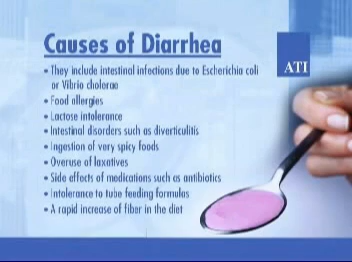 Causes of Diarrhea
ATI
• They include intestinal infections due to Escherichia coli
or Vibrio cholorae
• Food allergies
• Lactose intolerance
• Intestinal disorders such as diverticulitis
• Ingestion of very spicy foods
• Overuse of laxatives
• Side effects of medications such as antibiotics
• Intolerance to tube feeding formulas
• A rapid increase of fiber in the diet